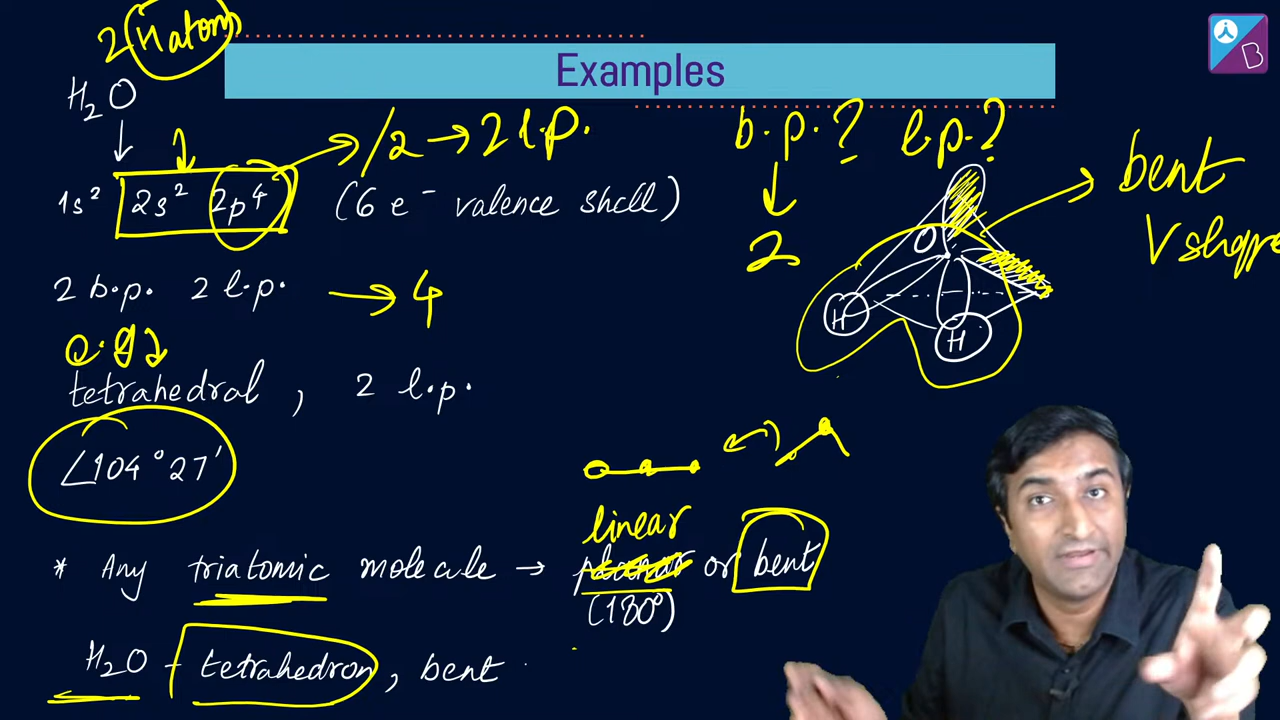 2 H atom
Examples
H2O
1s² 2s² 2p⁴ → /2 → 2 l.p.
(6 e⁻ valence shell)
b.p.? l.p.?
2
O
H
H
bent
V shape
2 b.p. 2 l.p. → 4
tetrahedral, 2 l.p.
∠104°27'
linear
* Any triatomic molecule → planar or bent
(180°)
H2O - tetrahedron, bent
B